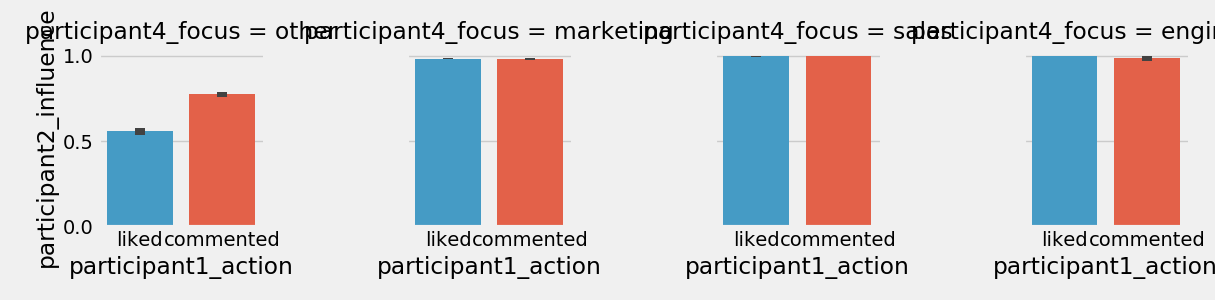 participant4_focus = other
participant4_focus = marketing
participant4_focus = sales
participant4_focus = engin
participant2_influence
1.0
0.5
0.0
liked commented
liked commented
liked commented
liked commented
participant1_action
participant1_action
participant1_action
participant1_action